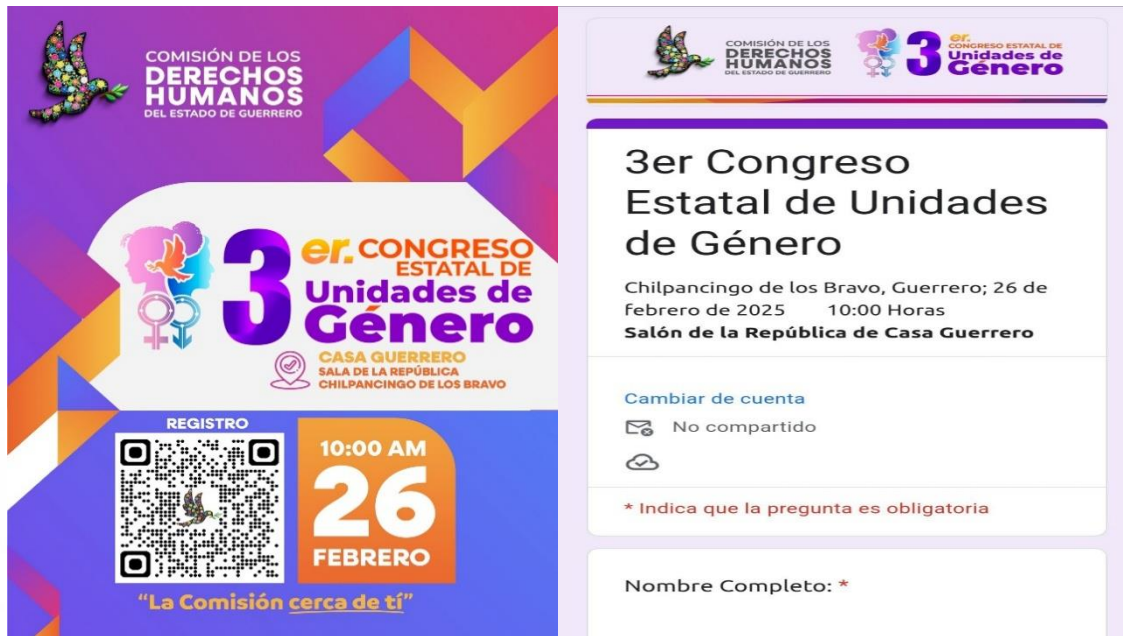 COMISIÓN DE LOS
DERECHOS
HUMANOS
DEL ESTADO DE GUERRERO
3er. CONGRESO
ESTATAL DE
Unidades de
Género
CASA GUERRERO
SALA DE LA REPÚBLICA
CHILPANCINGO DE LOS BRAVO
REGISTRO
10:00 AM
26
FEBRERO
“La Comisión cerca de tí”
COMISIÓN DE LOS
DERECHOS
HUMANOS
DEL ESTADO DE GUERRERO
3er.
CONGRESO ESTATAL DE
Unidades de
Género
3er Congreso
Estatal de Unidades
de Género
Chilpancingo de los Bravo, Guerrero; 26 de
febrero de 2025 10:00 Horas
Salón de la República de Casa Guerrero
Cambiar de cuenta
No compartido
* Indica que la pregunta es obligatoria
Nombre Completo: *